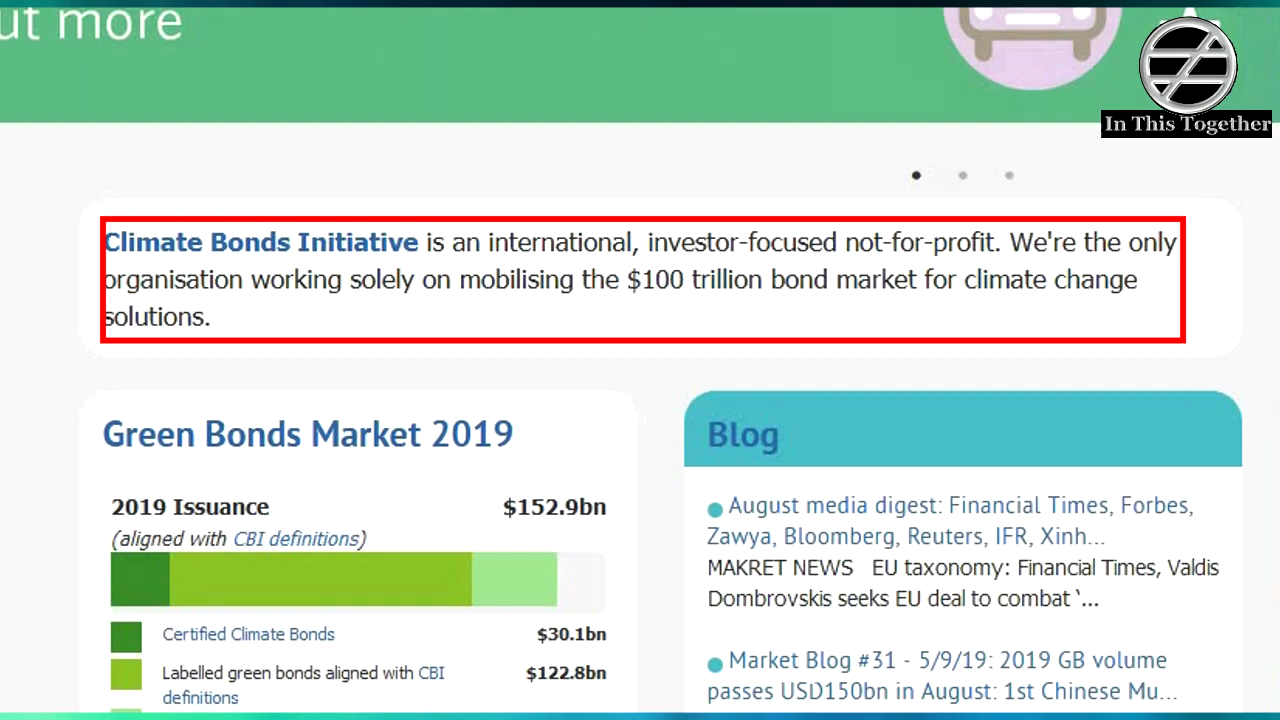 ut more
In This Together
Climate Bonds Initiative is an international, investor-focused not-for-profit. We're the only
organisation working solely on mobilising the $100 trillion bond market for climate change
solutions.
Green Bonds Market 2019
2019 Issuance $152.9bn
(aligned with CBI definitions)
Certified Climate Bonds $30.1bn
Labelled green bonds aligned with CBI $122.8bn
definitions
Blog
August media digest: Financial Times, Forbes,
Zawya, Bloomberg, Reuters, IFR, Xinh...
MAKRET NEWS EU taxonomy: Financial Times, Valdis
Dombrovskis seeks EU deal to combat ‘...
Market Blog #31 - 5/9/19: 2019 GB volume
passes USD150bn in August: 1st Chinese Mu...